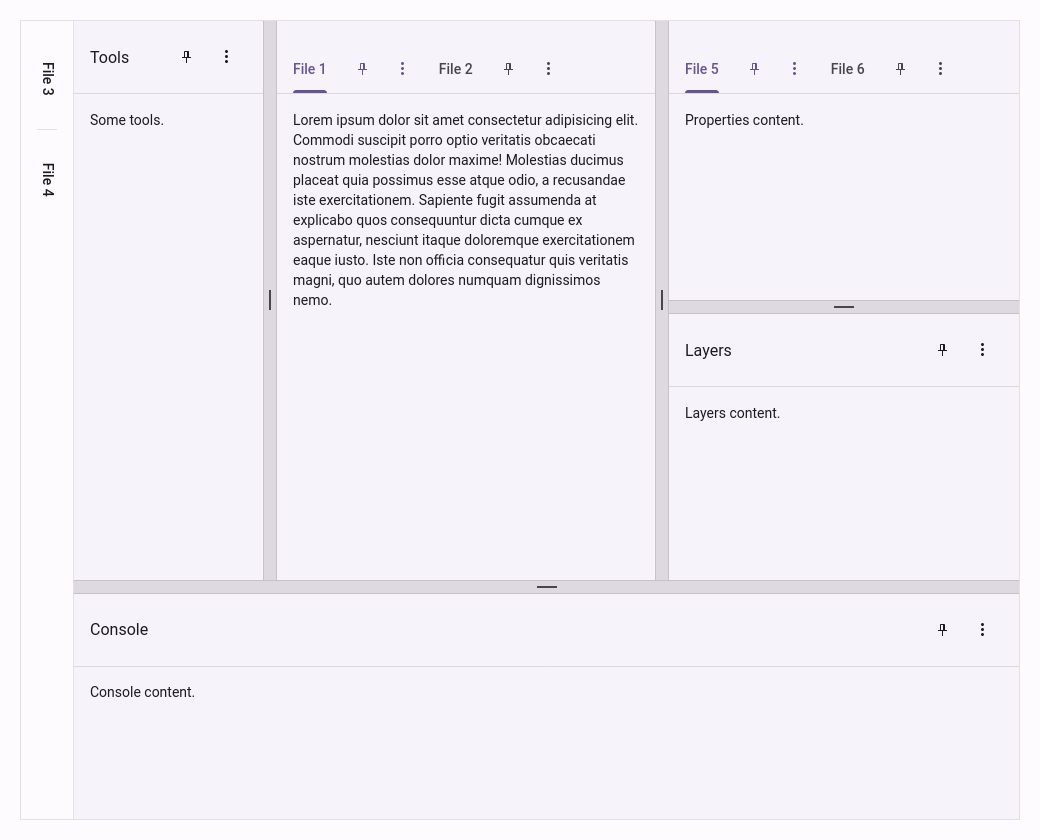 File 3
File 4
Tools
Some tools.
File 1
File 2
Lorem ipsum dolor sit amet consectetur adipisicing elit.
Commodi suscipit porro optio veritatis obcaecati
nostrum molestias dolor maxime! Molestias ducimus
placeat quia possimus esse atque odio, a recusandae
iste exercitationem. Sapiente fugit assumenda at
explicabo quos consequuntur dicta cumque ex
aspernatur, nesciunt itaque doloremque exercitationem
eaque iusto. Iste non officia consequatur quis veritatis
magni, quo autem dolores numquam dignissimos
nemo.
File 5
File 6
Properties content.
Layers
Layers content.
Console
Console content.